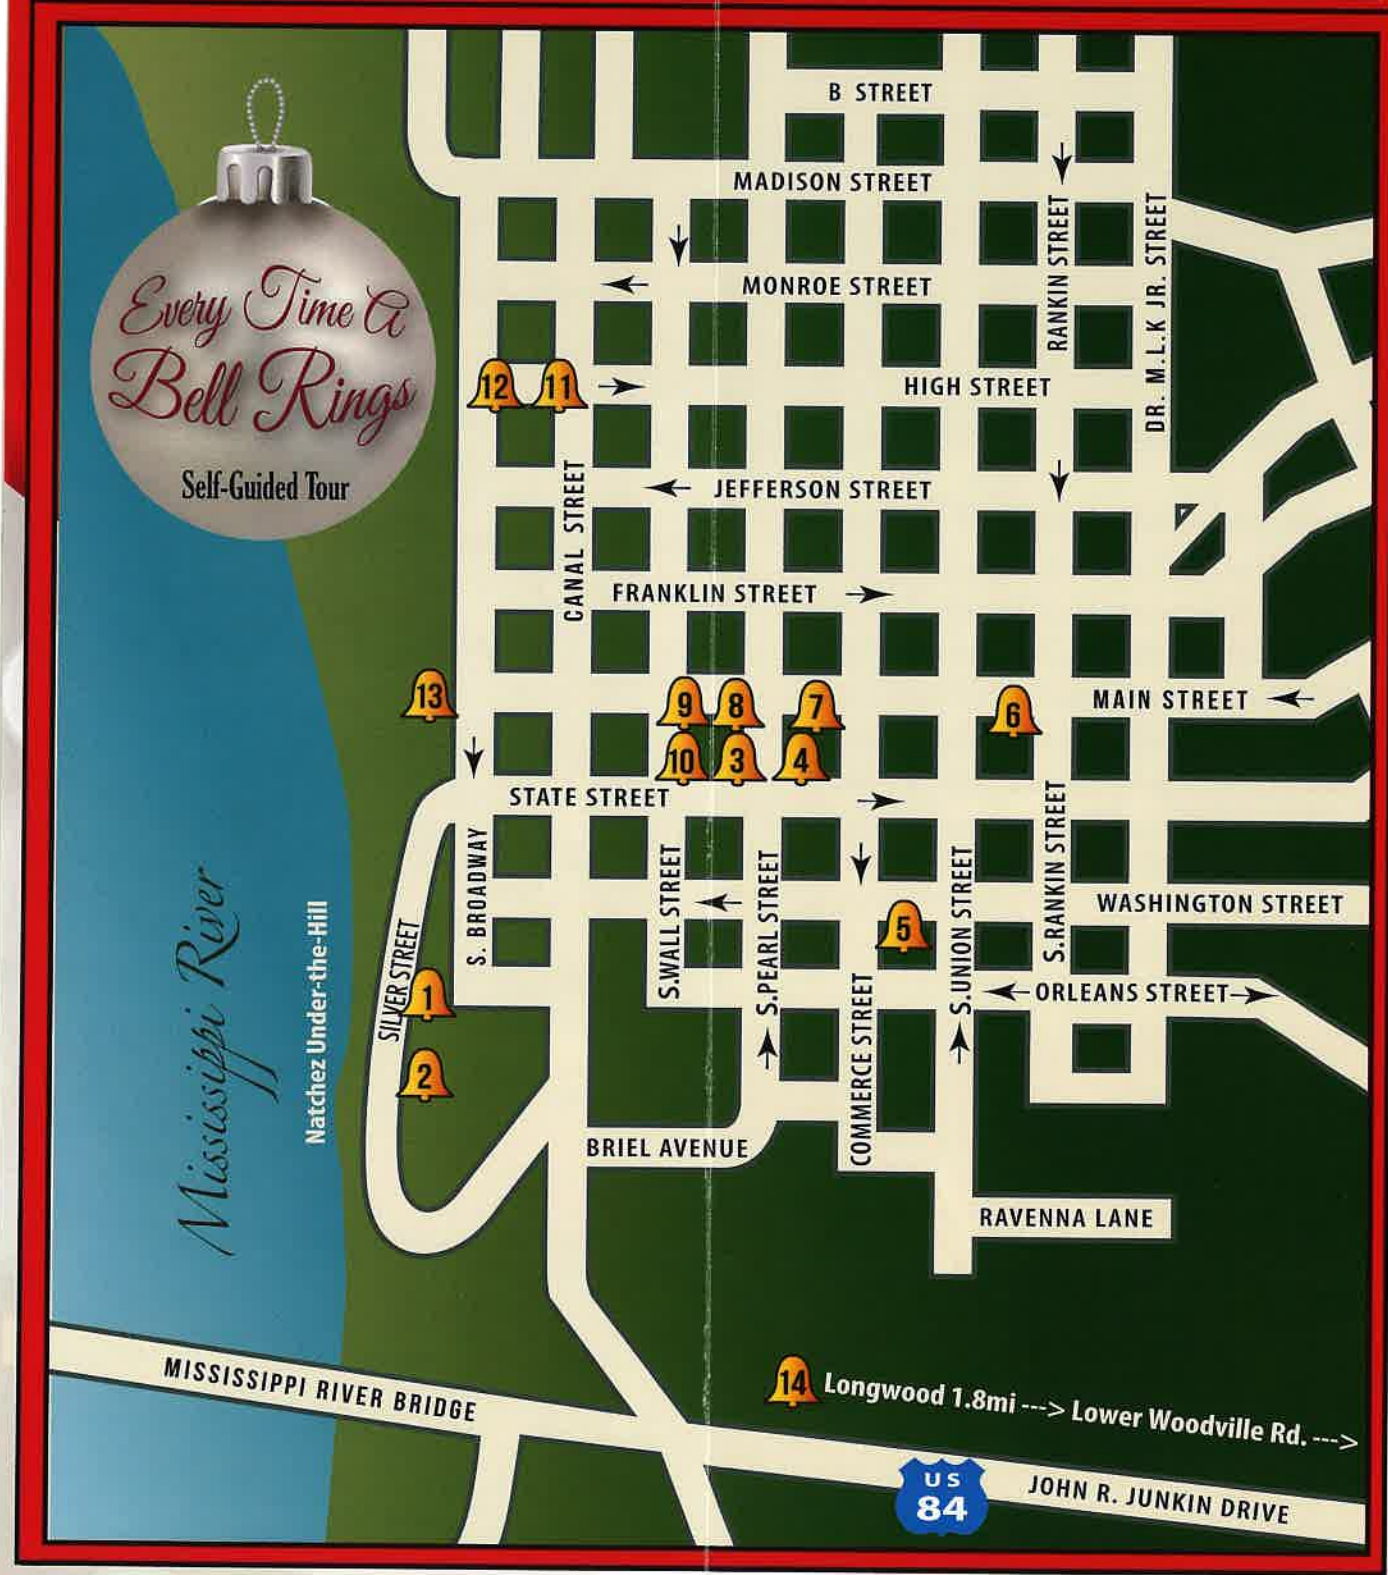 Every Time A
Bell Rings
Self-Guided Tour
B STREET
MADISON STREET
RANKIN STREET
DR. M.L.K JR. STREET
MONROE STREET
12
11
HIGH STREET
CANAL STREET
JEFFERSON STREET
FRANKLIN STREET
13
9
8
7
6
MAIN STREET
10
3
4
STATE STREET
S. BROADWAY
S.WALL STREET
S.PEARL STREET
S.UNION STREET
S.RANKIN STREET
WASHINGTON STREET
5
Mississippi River
Natchez Under-the-Hill
SILVER STREET
1
ORLEANS STREET
2
COMMERCE STREET
BRIEL AVENUE
RAVENNA LANE
14 Longwood 1.8mi ---> Lower Woodville Rd. --->
MISSISSIPPI RIVER BRIDGE
US
84
JOHN R. JUNKIN DRIVE